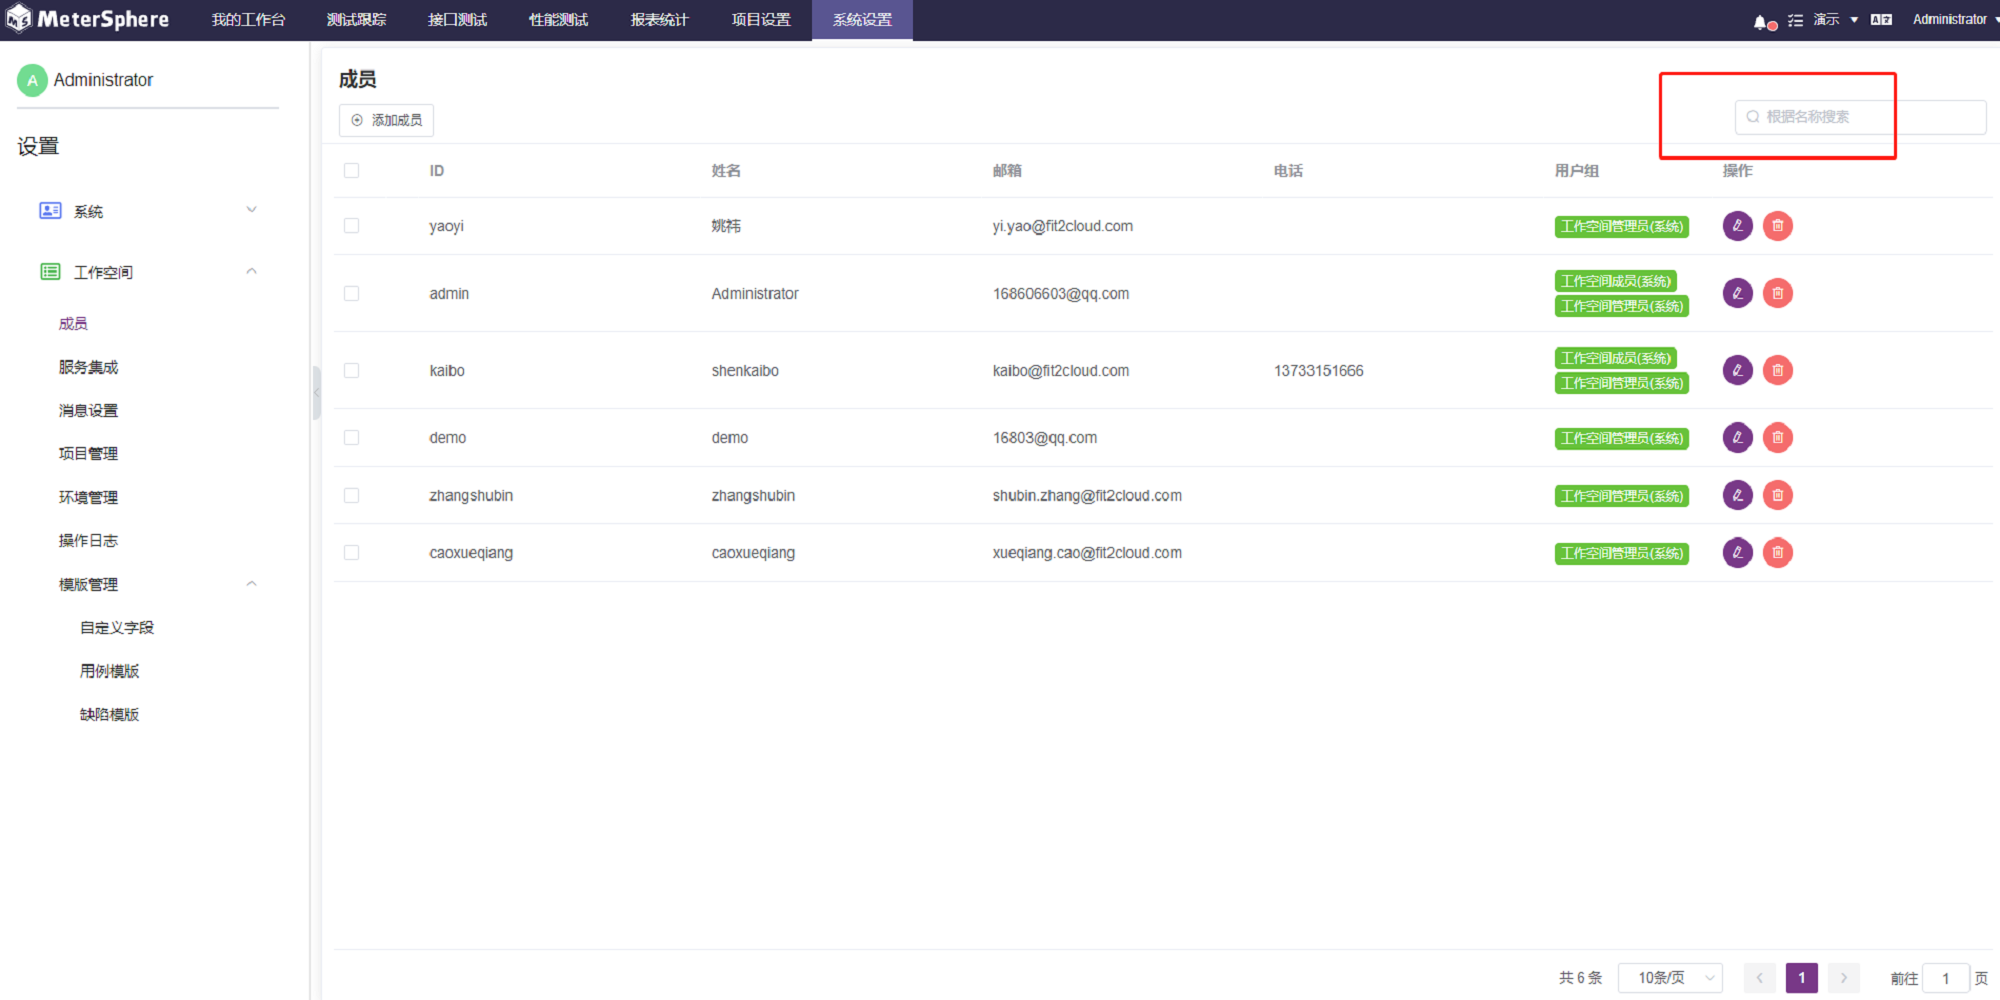 MeterSphere 我的工作台 测试跟踪 接口测试 性能测试 报表统计 项目设置 系统设置 演示 Administrator
A Administrator
设置
系统
工作空间
成员
服务集成
消息设置
项目管理
环境管理
操作日志
模版管理
自定义字段
用例模版
缺陷模版
成员
添加成员
根据名称搜索
ID 姓名 邮箱 电话 用户组 操作
yaoyi 姚祎 yi.yao@fit2cloud.com 工作空间管理员(系统)
admin Administrator 168606603@qq.com 工作空间成员(系统)
工作空间管理员(系统)
kaibo shenkaibo kaibo@fit2cloud.com 13733151666 工作空间成员(系统)
工作空间管理员(系统)
demo demo 16803@qq.com 工作空间管理员(系统)
zhangshubin zhangshubin shubin.zhang@fit2cloud.com 工作空间管理员(系统)
caoxueqiang caoxueqiang xueqiang.cao@fit2cloud.com 工作空间管理员(系统)
共 6 条 10条/页 1 前往 1 页